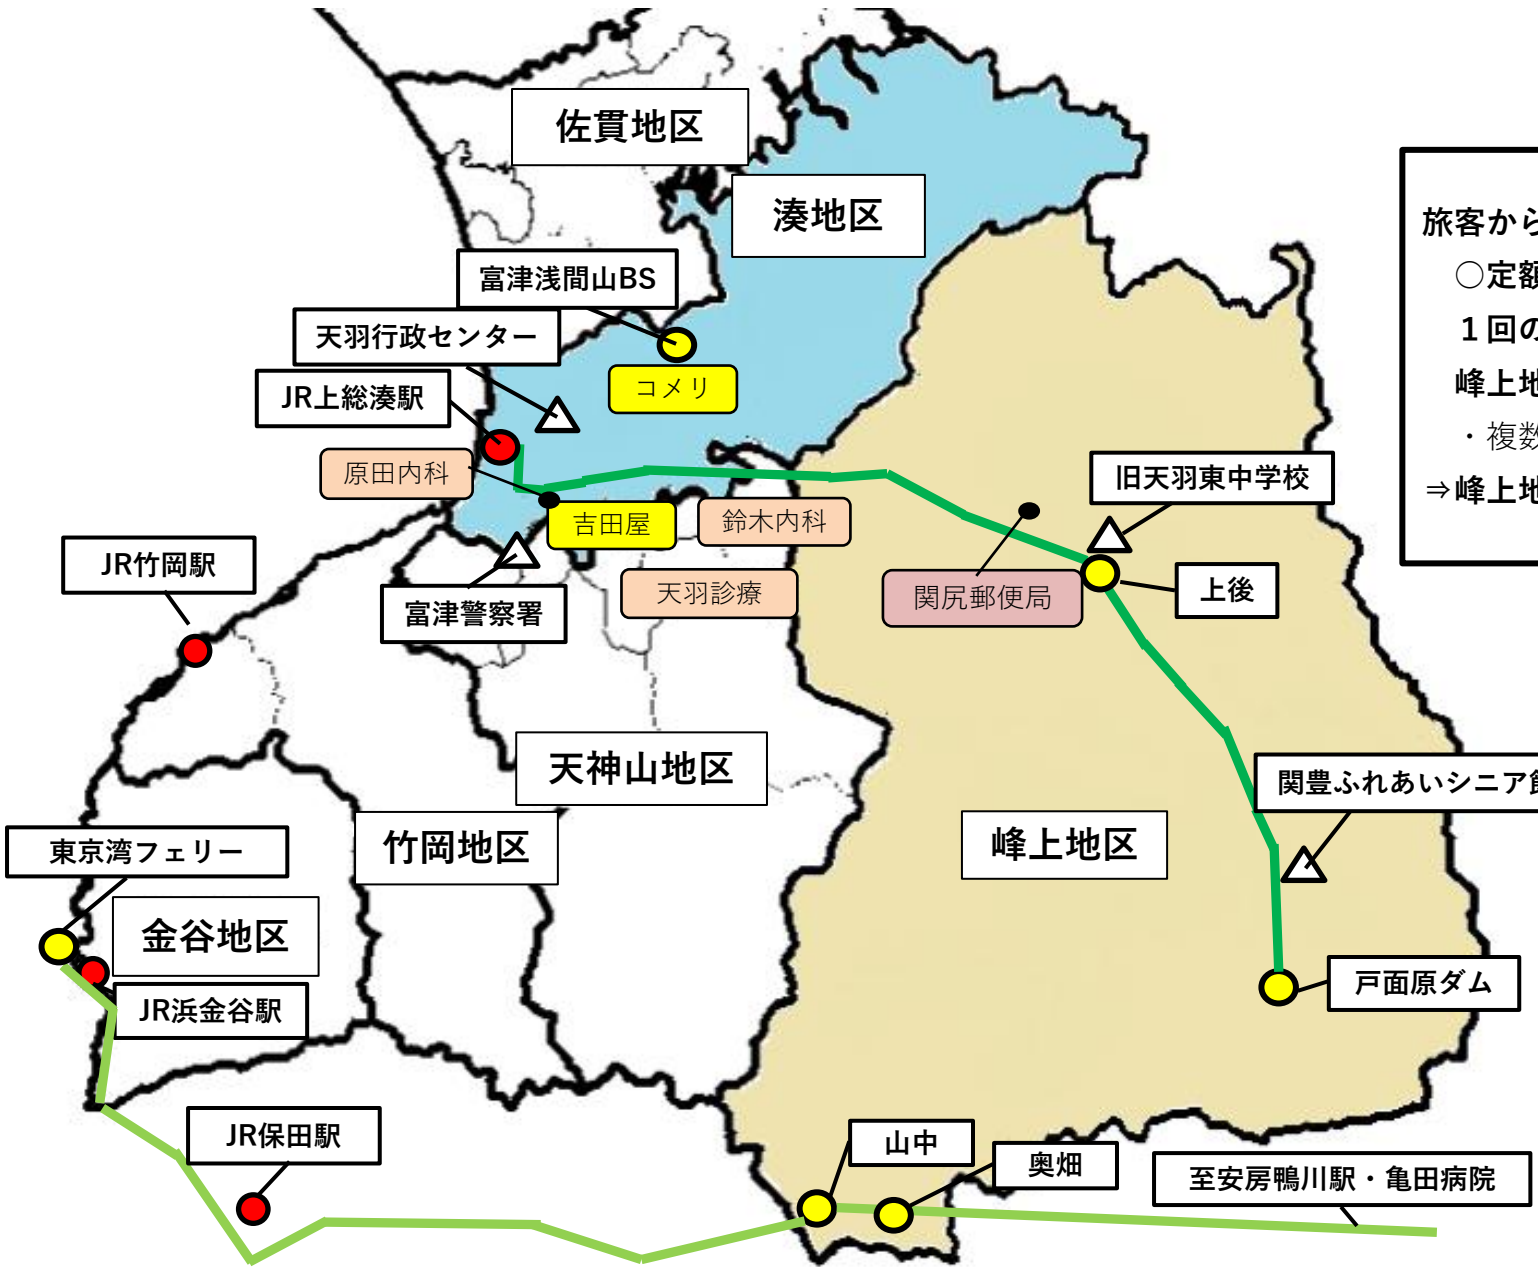 佐貫地区
湊地区
富津浅間山BS
天羽行政センター
コメリ
JR上総湊駅
原田内科
吉田屋
鈴木内科
旧天羽東中学校
JR竹岡駅
富津警察署
天羽診療
関尻郵便局
上後
天神山地区
関豊ふれあいシニア館
竹岡地区
峰上地区
東京湾フェリー
金谷地区
戸面原ダム
JR浜金谷駅
JR保田駅
山中
奥畑
至安房鴨川駅・亀田病院
旅客から
○定額
１回の
峰上地
・複数
⇒峰上地